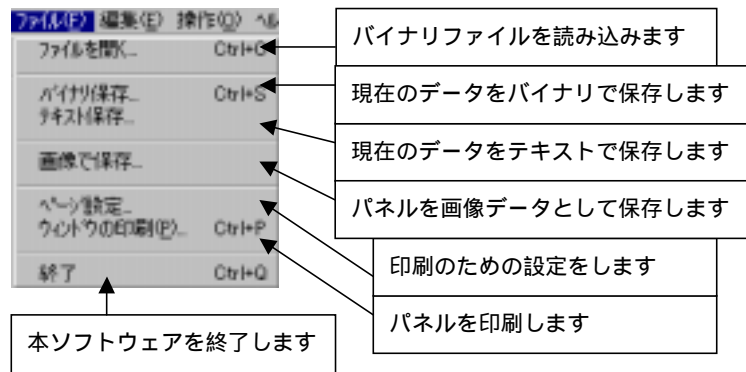 ファイル(F) 編集(E) 操作(O) ヘル
ファイルを開く... Ctrl+O
バイナリ保存... Ctrl+S
テキスト保存...
画像で保存...
ページ設定...
ウィンドウの印刷(P)... Ctrl+P
終了 Ctrl+Q
バイナリファイルを読み込みます
現在のデータをバイナリで保存します
現在のデータをテキストで保存します
パネルを画像データとして保存します
印刷のための設定をします
パネルを印刷します
本ソフトウェアを終了します